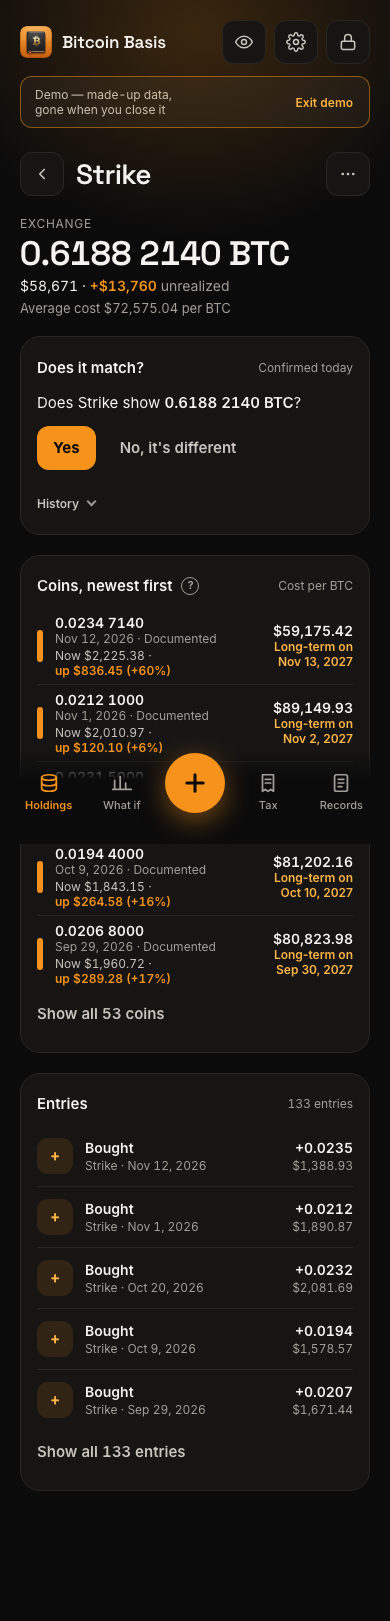 Bitcoin Basis
Demo — made-up data,
gone when you close it
Exit demo
Strike
EXCHANGE
0.6188 2140 BTC
$58,671 · +$13,760 unrealized
Average cost $72,575.04 per BTC
Does it match?
Confirmed today
Does Strike show 0.6188 2140 BTC?
Yes
No, it's different
History
Coins, newest first ?
Cost per BTC
0.0234 7140
Nov 12, 2026 · Documented
Now $2,225.38 ·
up $836.45 (+60%)
$59,175.42
Long-term on
Nov 13, 2027
0.0212 1000
Nov 1, 2026 · Documented
Now $2,010.97 ·
up $120.10 (+6%)
$89,149.93
Long-term on
Nov 2, 2027
0.0231 5000
Holdings
What if
Tax
Records
0.0194 4000
Oct 9, 2026 · Documented
Now $1,843.15 ·
up $264.58 (+16%)
$81,202.16
Long-term on
Oct 10, 2027
0.0206 8000
Sep 29, 2026 · Documented
Now $1,960.72 ·
up $289.28 (+17%)
$80,823.98
Long-term on
Sep 30, 2027
Show all 53 coins
Entries
133 entries
Bought
Strike · Nov 12, 2026
+0.0235
$1,388.93
Bought
Strike · Nov 1, 2026
+0.0212
$1,890.87
Bought
Strike · Oct 20, 2026
+0.0232
$2,081.69
Bought
Strike · Oct 9, 2026
+0.0194
$1,578.57
Bought
Strike · Sep 29, 2026
+0.0207
$1,671.44
Show all 133 entries